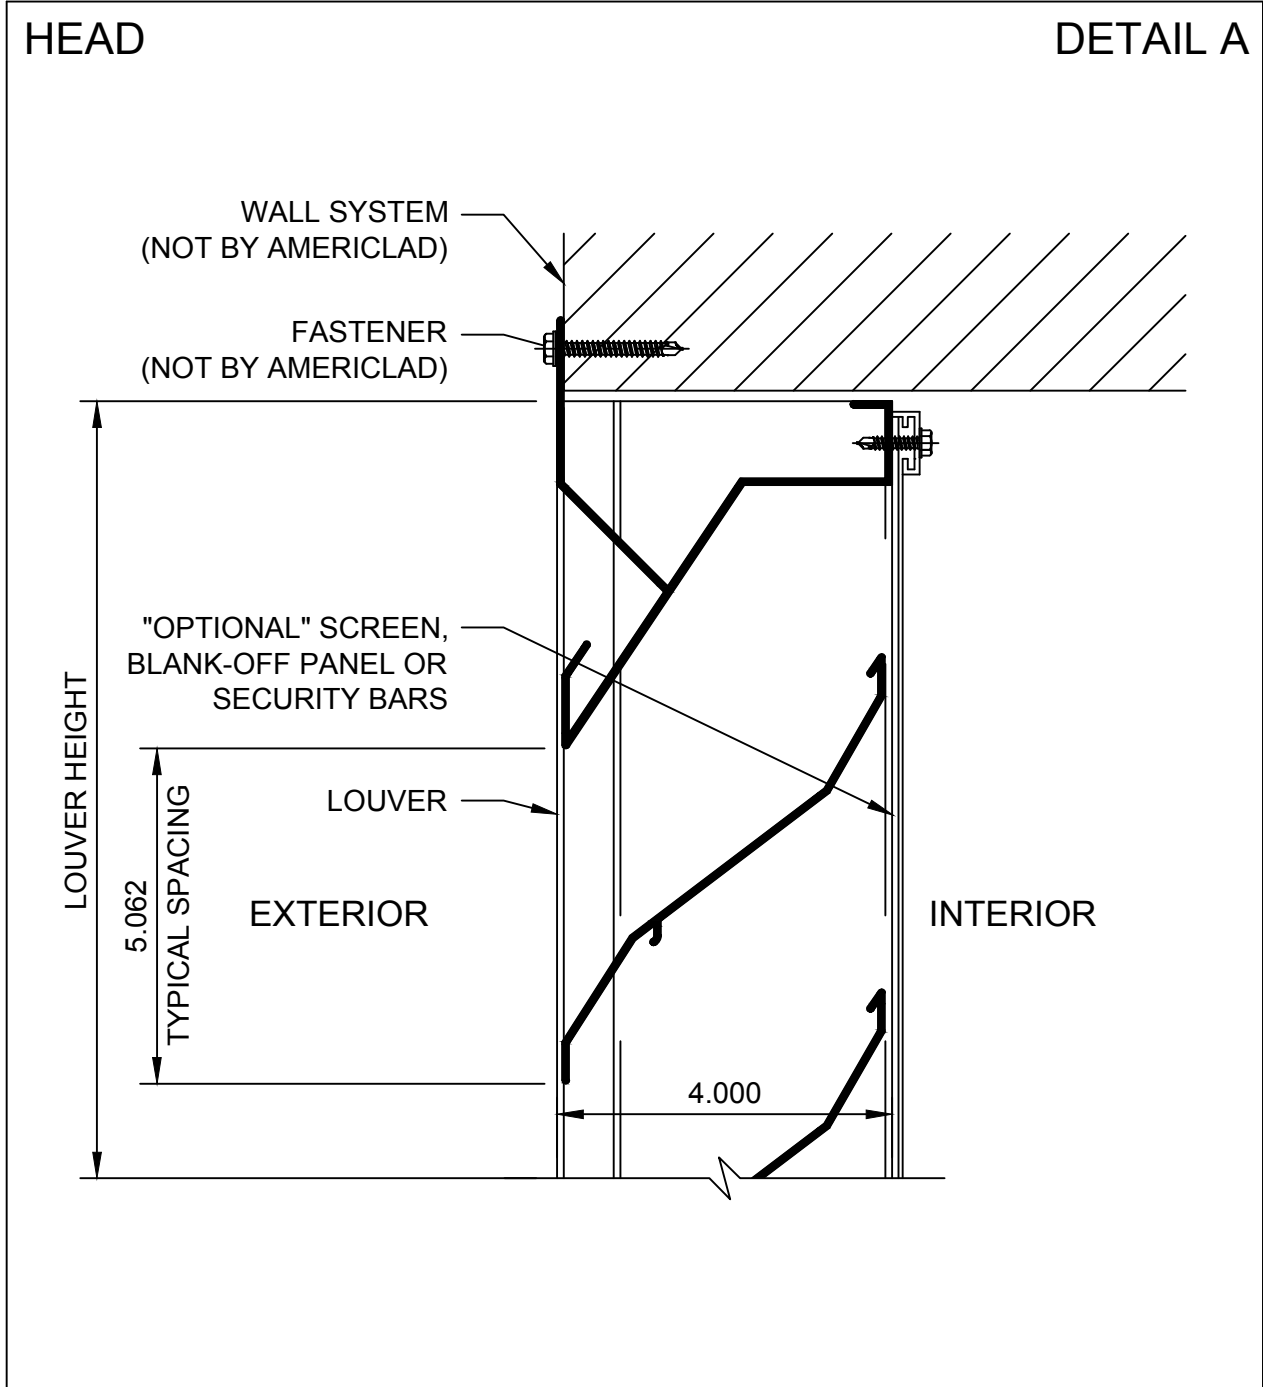 HEAD
DETAIL A
WALL SYSTEM
(NOT BY AMERICLAD)
FASTENER
(NOT BY AMERICLAD)
"OPTIONAL" SCREEN,
BLANK-OFF PANEL OR
SECURITY BARS
LOUVER HEIGHT
LOUVER
5.062
TYPICAL SPACING
EXTERIOR
INTERIOR
4.000